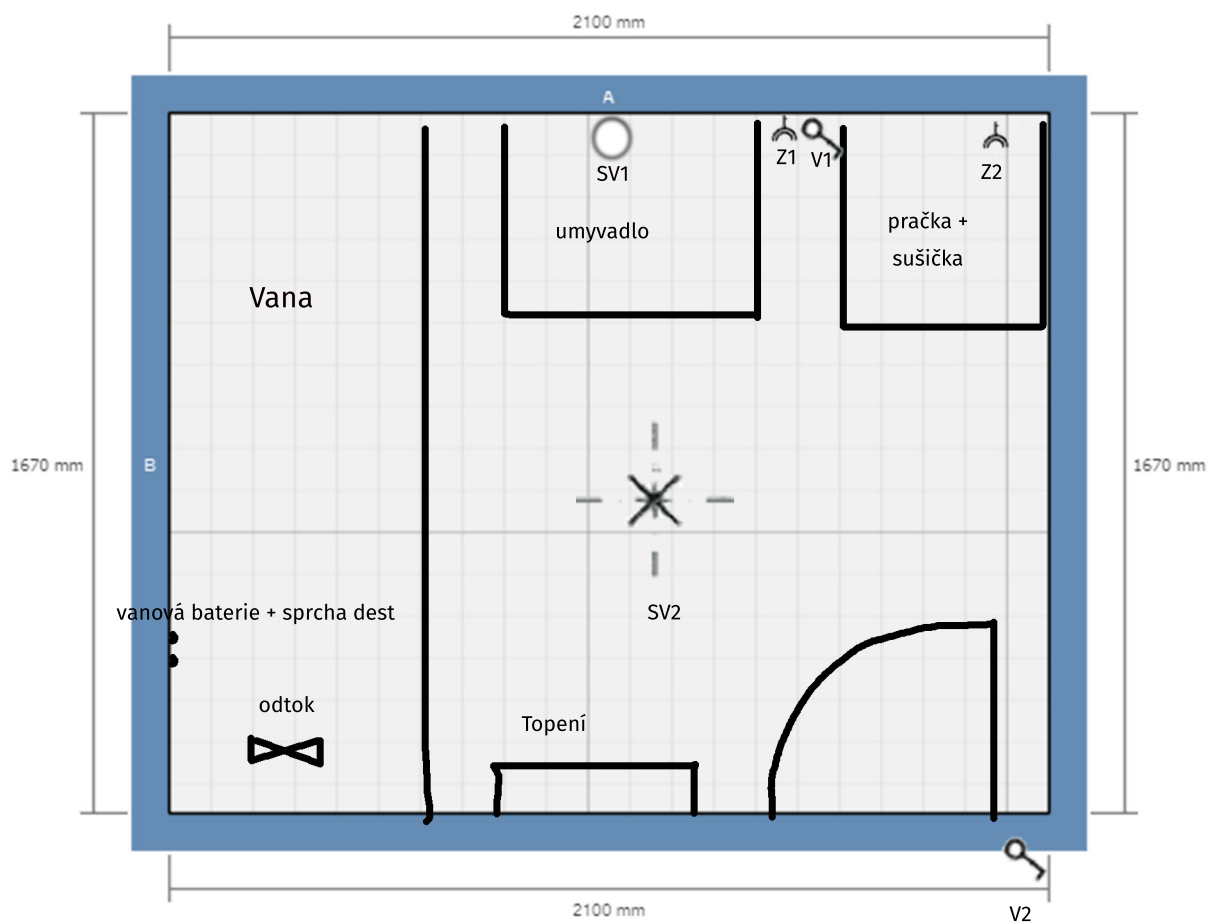 2100 mm
A
Z1
V1
SV1
Z2
umyvadlo
pračka +
sušička
Vana
1670 mm
B
1670 mm
vanová baterie + sprcha dest
SV2
odtok
Topení
2100 mm
V2